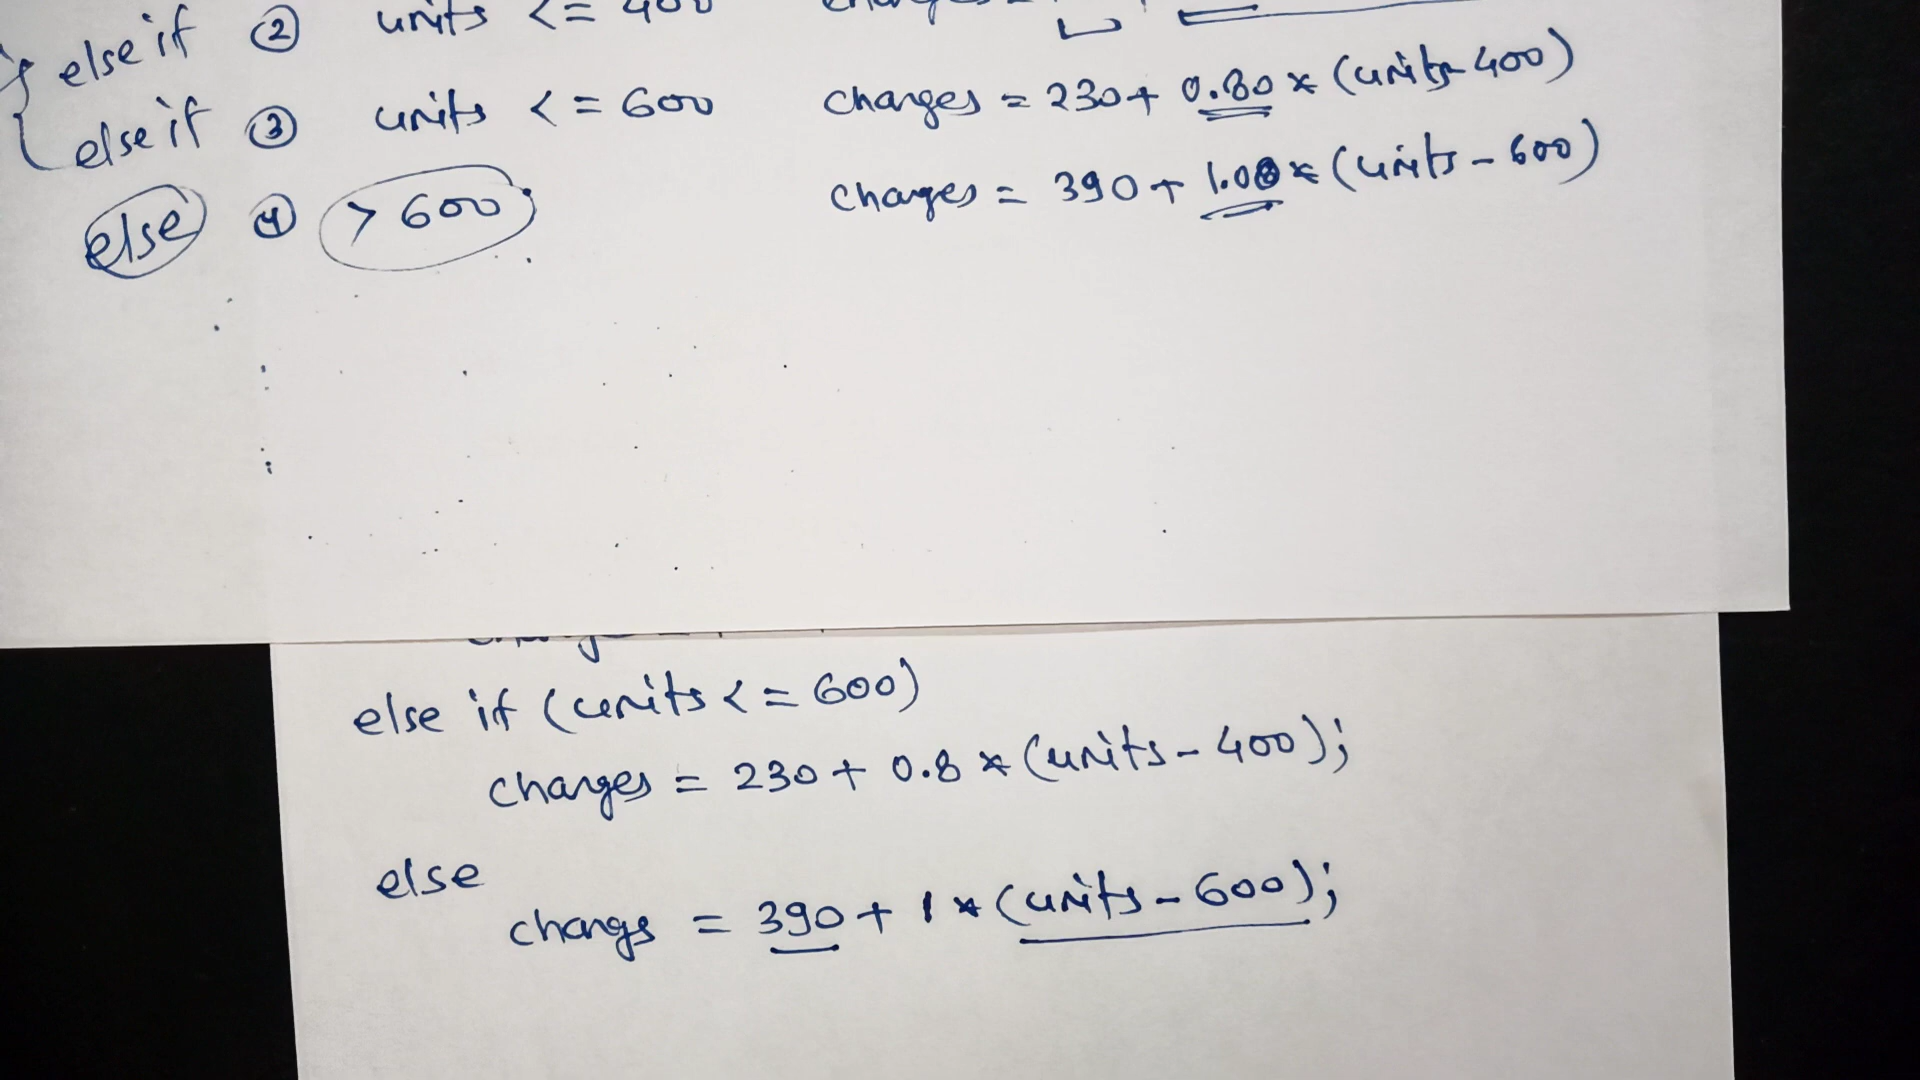 else if ② units <= 400
else if ③ units <= 600 charges = 230+ 0.80 * (units-400)
else ④ > 600 charges = 390 + 1.00 * (units - 600)
else if (units <= 600)
charges = 230 + 0.8 * (units - 400);
else
chargs = 390 + 1 * (units - 600);